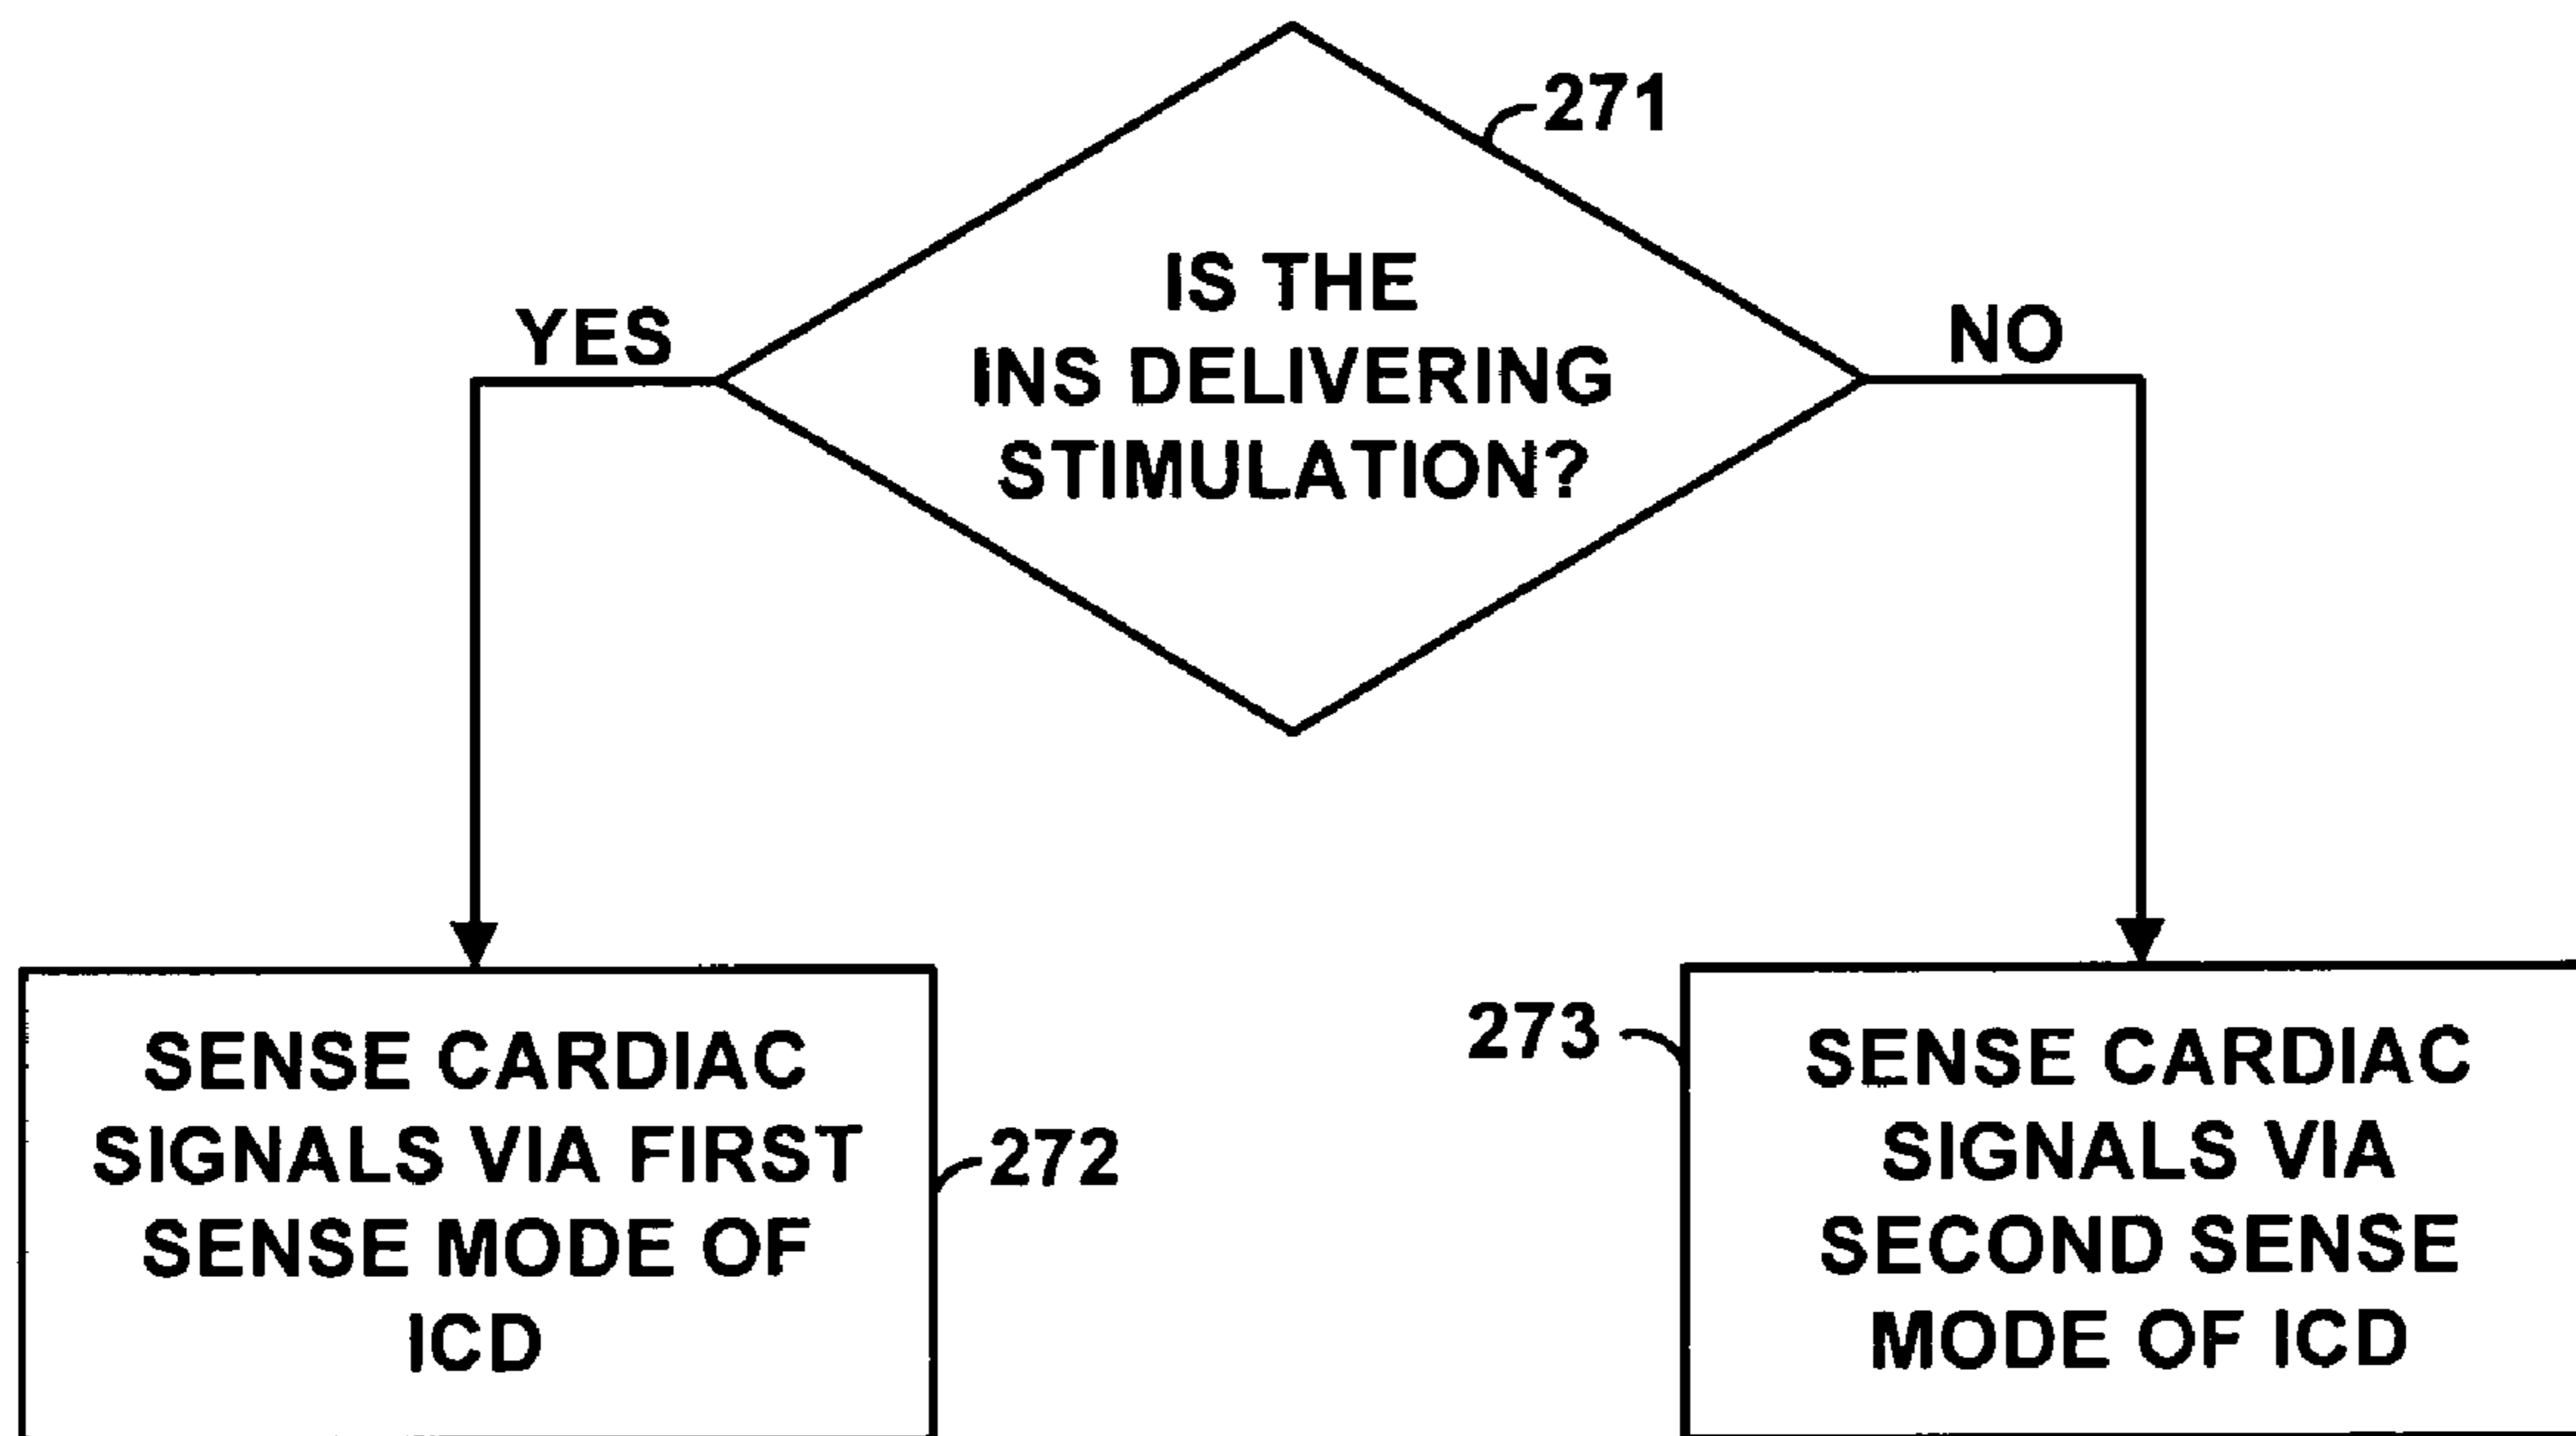 271
IS THE
INS DELIVERING
STIMULATION?
YES
NO
SENSE CARDIAC
SIGNALS VIA FIRST
SENSE MODE OF
ICD
272
273
SENSE CARDIAC
SIGNALS VIA
SECOND SENSE
MODE OF ICD